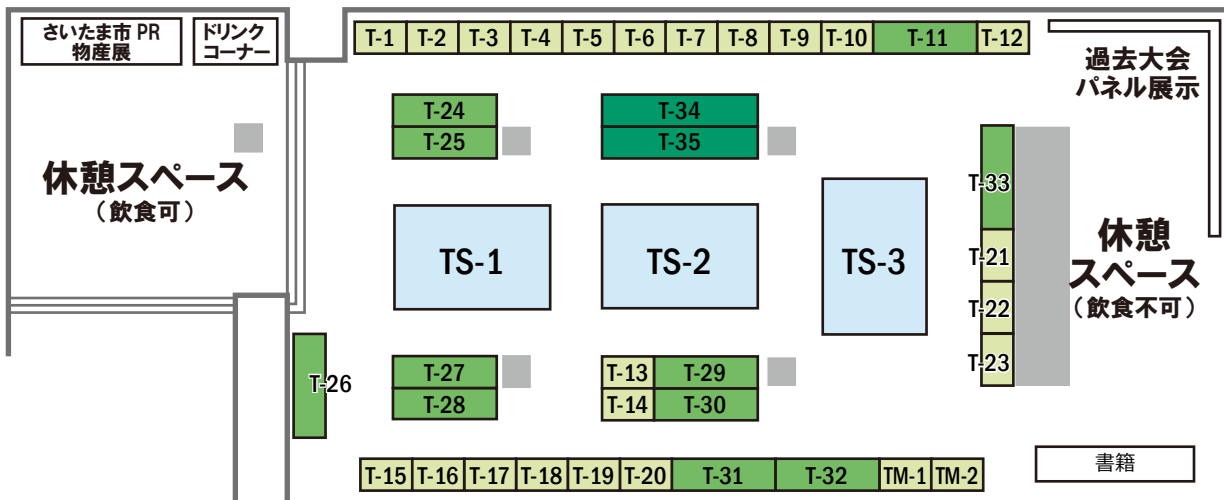 さいたま市 PR
物産展
ドリンク
コーナー
T-1 T-2 T-3 T-4 T-5 T-6 T-7 T-8 T-9 T-10 T-11 T-12
過去大会
パネル展示
T-24
T-25
T-34
T-35
休憩スペース
（飲食可）
TS-1
TS-2
TS-3
T-33
T-21
T-22
T-23
休憩
スペース
（飲食不可）
T-26
T-27
T-28
T-13 T-29
T-14 T-30
T-15 T-16 T-17 T-18 T-19 T-20 T-31 T-32 TM-1 TM-2
書籍